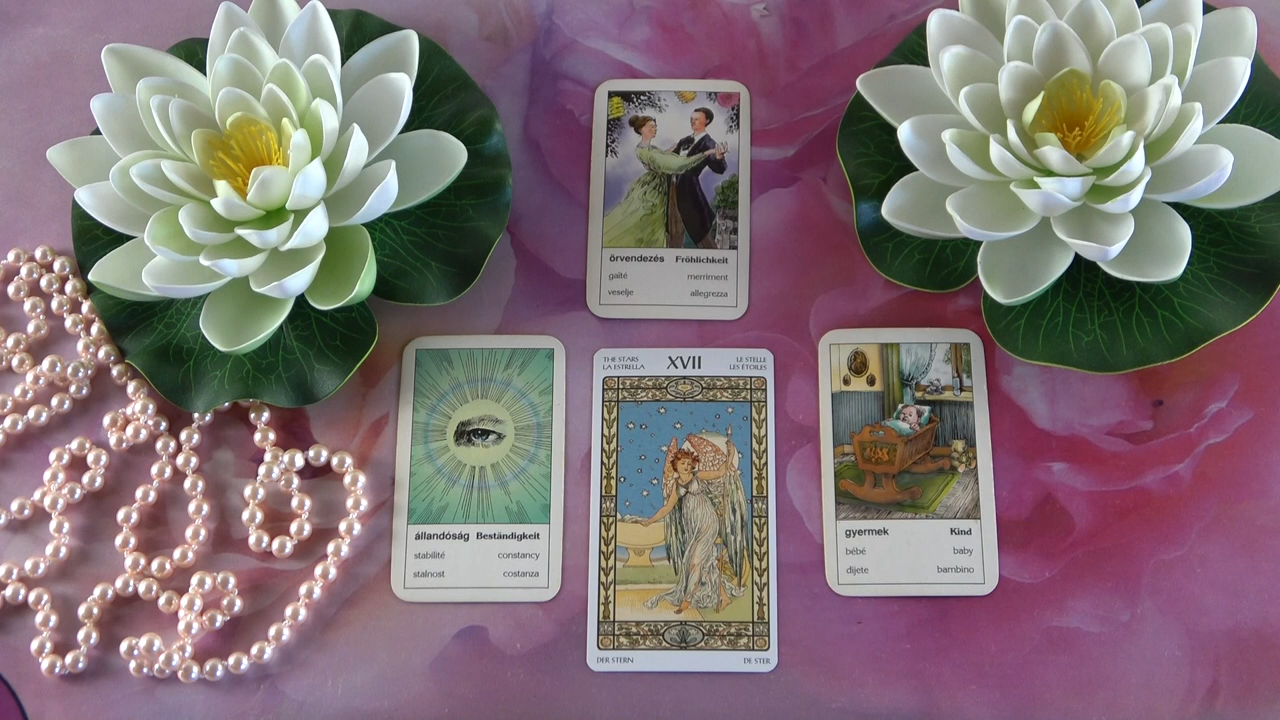 örvendezés Fröhlichkeit
gaité merriment
veselje allegrezza
állandóság Beständigkeit
stabilité constancy
stalnost costanza
THE STARS XVII LE STELLE
LA ESTRELLA LES ÉTOILES
DER STERN DE STER
gyermek Kind
bébé baby
dijete bambino